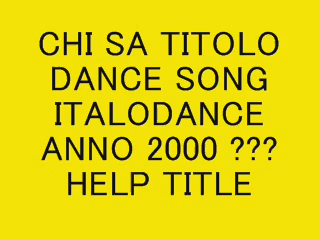 CHI SA TITOLO
DANCE SONG
ITALODANCE
ANNO 2000 ???
HELP TITLE